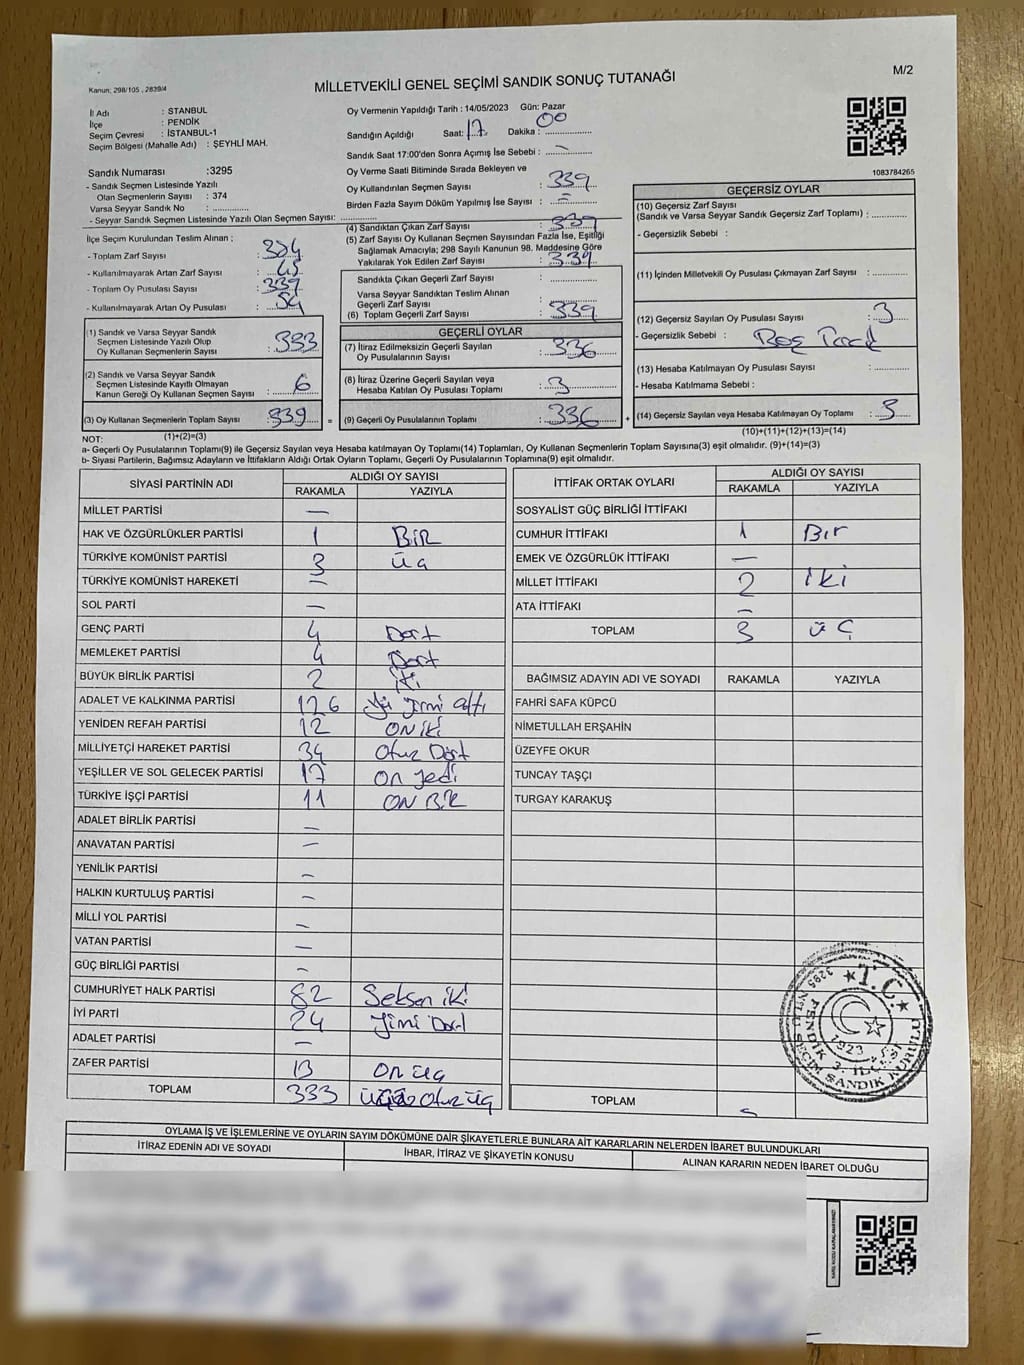 M/2
Kanun; 298/105 , 2839/4
MİLLETVEKİLİ GENEL SEÇİMİ SANDIK SONUÇ TUTANAĞI
İl Adı : STANBUL
İlçe : PENDİK
Seçim Çevresi : İSTANBUL-1
Seçim Bölgesi (Mahalle Adı) : ŞEYHLİ MAH.
Sandık Numarası :3295
- Sandık Seçmen Listesinde Yazılı
Olan Seçmenlerin Sayısı : 374
Varsa Seyyar Sandık No :
- Seyyar Sandık Seçmen Listesinde Yazılı Olan Seçmen Sayısı:
Oy Vermenin Yapıldığı Tarih : 14/05/2023 Gün: Pazar
Sandığın Açıldığı Saat: 17 Dakika : 00
Sandık Saat 17:00'den Sonra Açımış İse Sebebi : —
Oy Verme Saati Bitiminde Sırada Bekleyen ve
Oy Kullandırılan Seçmen Sayısı : 339
Birden Fazla Sayım Döküm Yapılmış İse Sayısı :
1083784265
İlçe Seçim Kurulundan Teslim Alınan ;
- Toplam Zarf Sayısı :
- Kullanılmayarak Artan Zarf Sayısı : 45
- Toplam Oy Pusulası Sayısı : 339
- Kullanılmayarak Artan Oy Pusulası : 54
(1) Sandık ve Varsa Seyyar Sandık
Seçmen Listesinde Yazılı Olup
Oy Kullanan Seçmenlerin Sayısı : 333
(2) Sandık ve Varsa Seyyar Sandık
Seçmen Listesinde Kayıtlı Olmayan
Kanun Gereği Oy Kullanan Seçmen Sayısı : 6
(3) Oy Kullanan Seçmenlerin Toplam Sayısı : 339 =
(1)+(2)=(3)
(4) Sandıktan Çıkan Zarf Sayısı : 339
(5) Zarf Sayısı Oy Kullanan Seçmen Sayısından Fazla İse, Eşitliği
Sağlamak Amacıyla; 298 Sayılı Kanunun 98. Maddesine Göre
Yakılarak Yok Edilen Zarf Sayısı : 339
Sandıkta Çıkan Geçerli Zarf Sayısı :
Varsa Seyyar Sandıktan Teslim Alınan
Geçerli Zarf Sayısı :
(6) Toplam Geçerli Zarf Sayısı : 339
GEÇERLİ OYLAR
(7) İtiraz Edilmeksizin Geçerli Sayılan
Oy Pusulalarının Sayısı : 336
(8) İtiraz Üzerine Geçerli Sayılan veya
Hesaba Katılan Oy Pusulası Toplamı : 3
(9) Geçerli Oy Pusulalarının Toplamı : 336 +
GEÇERSİZ OYLAR
(10) Geçersiz Zarf Sayısı
(Sandık ve Varsa Seyyar Sandık Geçersiz Zarf Toplamı) :
- Geçersizlik Sebebi :
(11) İçinden Milletvekili Oy Pusulası Çıkmayan Zarf Sayısı :
(12) Geçersiz Sayılan Oy Pusulası Sayısı : 3
- Geçersizlik Sebebi : Boş
(13) Hesaba Katılmayan Oy Pusulası Sayısı :
- Hesaba Katılmama Sebebi :
(14) Geçersiz Sayılan veya Hesaba Katılmayan Oy Toplamı : 3
(10)+(11)+(12)+(13)=(14)
NOT:
a- Geçerli Oy Pusulalarının Toplamı(9) ile Geçersiz Sayılan veya Hesaba katılmayan Oy Toplamı(14) Toplamları, Oy Kullanan Seçmenlerin Toplam Sayısına(3) eşit olmalıdır. (9)+(14)=(3)
b- Siyasi Partilerin, Bağımsız Adayların ve İttifakların Aldığı Ortak Oyların Toplamı, Geçerli Oy Pusulalarının Toplamına(9) eşit olmalıdır.
SİYASİ PARTİNİN ADI ALDIĞI OY SAYISI
RAKAMLA YAZIYLA
MİLLET PARTİSİ —
HAK VE ÖZGÜRLÜKLER PARTİSİ 1 BİR
TÜRKİYE KOMÜNİST PARTİSİ 3 Üç
TÜRKİYE KOMÜNİST HAREKETİ —
SOL PARTİ —
GENÇ PARTİ 4 Dört
MEMLEKET PARTİSİ 4 Dört
BÜYÜK BİRLİK PARTİSİ 2 iki
ADALET VE KALKINMA PARTİSİ 126 Yüz Yirmi altı
YENİDEN REFAH PARTİSİ 12 ON iki
MİLLİYETÇİ HAREKET PARTİSİ 34 Otuz Dört
YEŞİLLER VE SOL GELECEK PARTİSİ 17 On yedi
TÜRKİYE İŞÇİ PARTİSİ 11 ON BİR
ADALET BİRLİK PARTİSİ —
ANAVATAN PARTİSİ —
YENİLİK PARTİSİ —
HALKIN KURTULUŞ PARTİSİ —
MİLLİ YOL PARTİSİ —
VATAN PARTİSİ —
GÜÇ BİRLİĞİ PARTİSİ —
CUMHURİYET HALK PARTİSİ 82 Seksen iki
İYİ PARTİ 24 Yirmi Dört
ADALET PARTİSİ —
ZAFER PARTİSİ 13 On üç
TOPLAM 333 üçyüz Otuz üç
İTTİFAK ORTAK OYLARI ALDIĞI OY SAYISI
RAKAMLA YAZIYLA
SOSYALİST GÜÇ BİRLİĞİ İTTİFAKI
CUMHUR İTTİFAKI 1 Bir
EMEK VE ÖZGÜRLÜK İTTİFAKI —
MİLLET İTTİFAKI 2 iki
ATA İTTİFAKI —
TOPLAM 3 üç
BAĞIMSIZ ADAYIN ADI VE SOYADI RAKAMLA YAZIYLA
FAHRİ SAFA KÜPCÜ
NİMETULLAH ERŞAHİN
ÜZEYFE OKUR
TUNCAY TAŞÇI
TURGAY KARAKUŞ
TOPLAM
★T.C.★
1923
3295 NOLU SEÇİM SANDIK KURULU
PENDİK 3. İLÇESİ
OYLAMA İŞ VE İŞLEMLERİNE VE OYLARIN SAYIM DÖKÜMÜNE DAİR ŞİKAYETLERLE BUNLARA AİT KARARLARIN NELERDEN İBARET BULUNDUKLARI
İTİRAZ EDENİN ADI VE SOYADI İHBAR, İTİRAZ VE ŞİKAYETİN KONUSU ALINAN KARARIN NEDEN İBARET OLDUĞU